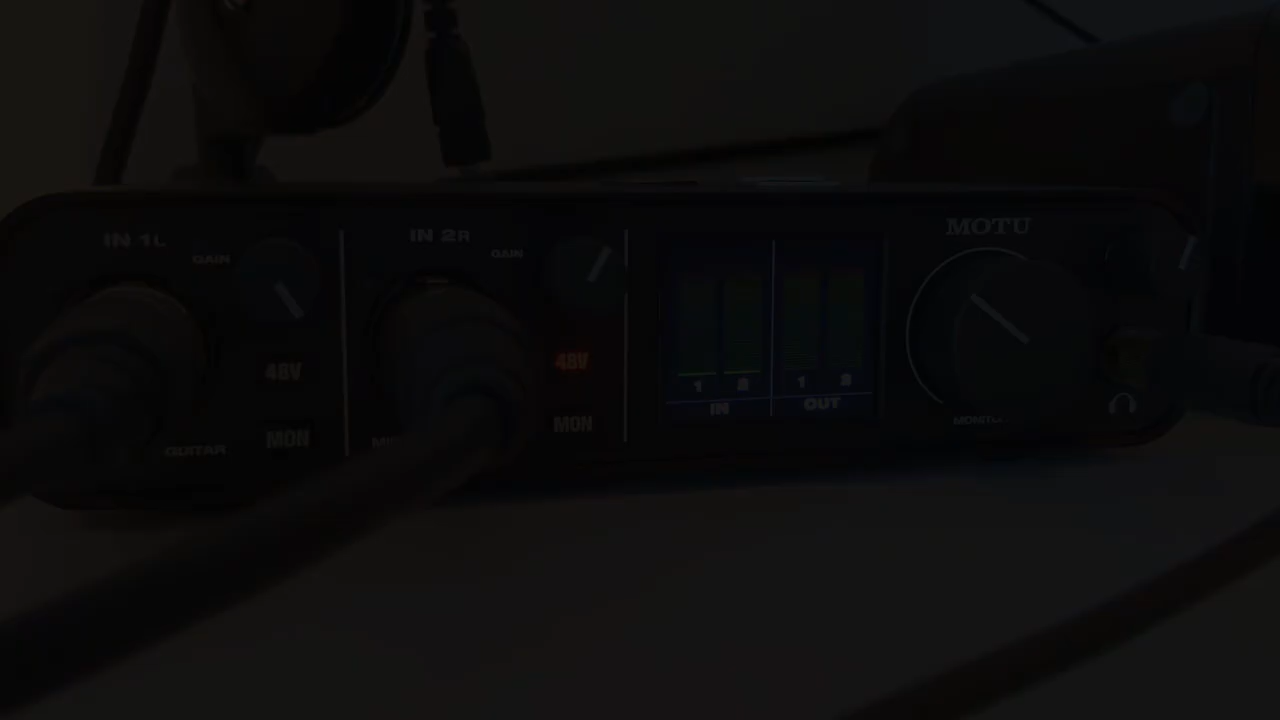 IN 1L
GAIN
48V
MON
GUITAR
IN 2R
GAIN
48V
MON
1 2
IN
1 2
OUT
MOTU